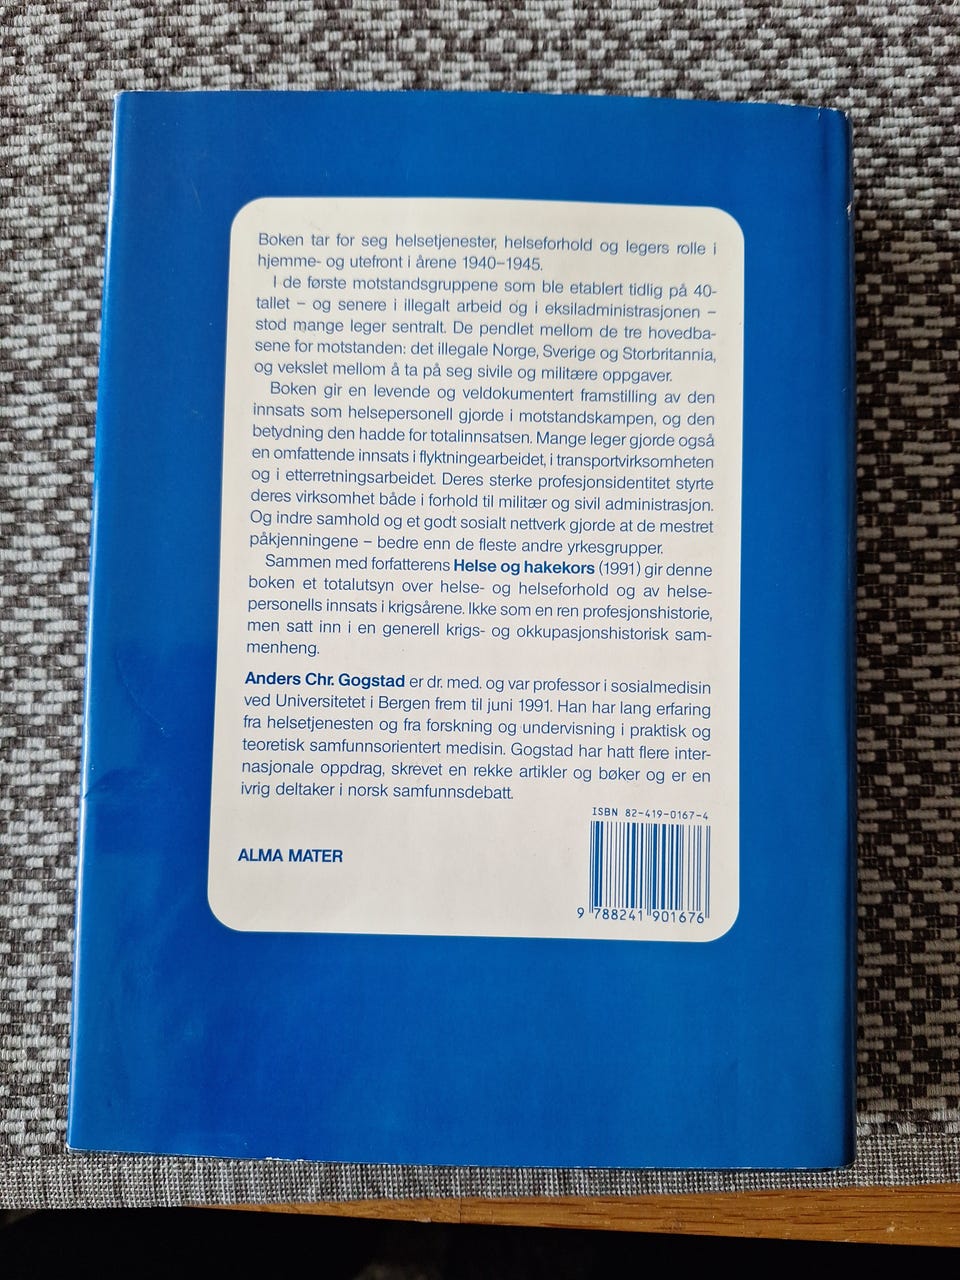 Boken tar for seg helsetjenester, helseforhold og legers rolle i
hjemme- og utefront i årene 1940–1945.
I de første motstandsgruppene som ble etablert tidlig på 40-
tallet – og senere i illegalt arbeid og i eksiladministrasjonen –
stod mange leger sentralt. De pendlet mellom de tre hovedba-
sene for motstanden: det illegale Norge, Sverige og Storbritannia,
og vekslet mellom å ta på seg sivile og militære oppgaver.
Boken gir en levende og veldokumentert framstilling av den
innsats som helsepersonell gjorde i motstandskampen, og den
betydning den hadde for totalinnsatsen. Mange leger gjorde også
en omfattende innsats i flyktningearbeidet, i transportvirksomheten
og i etterretningsarbeidet. Deres sterke profesjonsidentitet styrte
deres virksomhet både i forhold til militær og sivil administrasjon.
Og indre samhold og et godt sosialt nettverk gjorde at de mestret
påkjenningene – bedre enn de fleste andre yrkesgrupper.
Sammen med forfatterens Helse og hakekors (1991) gir denne
boken et totalutsyn over helse- og helseforhold og av helse-
personells innsats i krigsårene. Ikke som en ren profesjonshistorie,
men satt inn i en generell krigs- og okkupasjonshistorisk sam-
menheng.
Anders Chr. Gogstad er dr. med. og var professor i sosialmedisin
ved Universitetet i Bergen frem til juni 1991. Han har lang erfaring
fra helsetjenesten og fra forskning og undervisning i praktisk og
teoretisk samfunnsorientert medisin. Gogstad har hatt flere inter-
nasjonale oppdrag, skrevet en rekke artikler og bøker og er en
ivrig deltaker i norsk samfunnsdebatt.
ISBN 82-419-0167-4
ALMA MATER
9 788241 901676